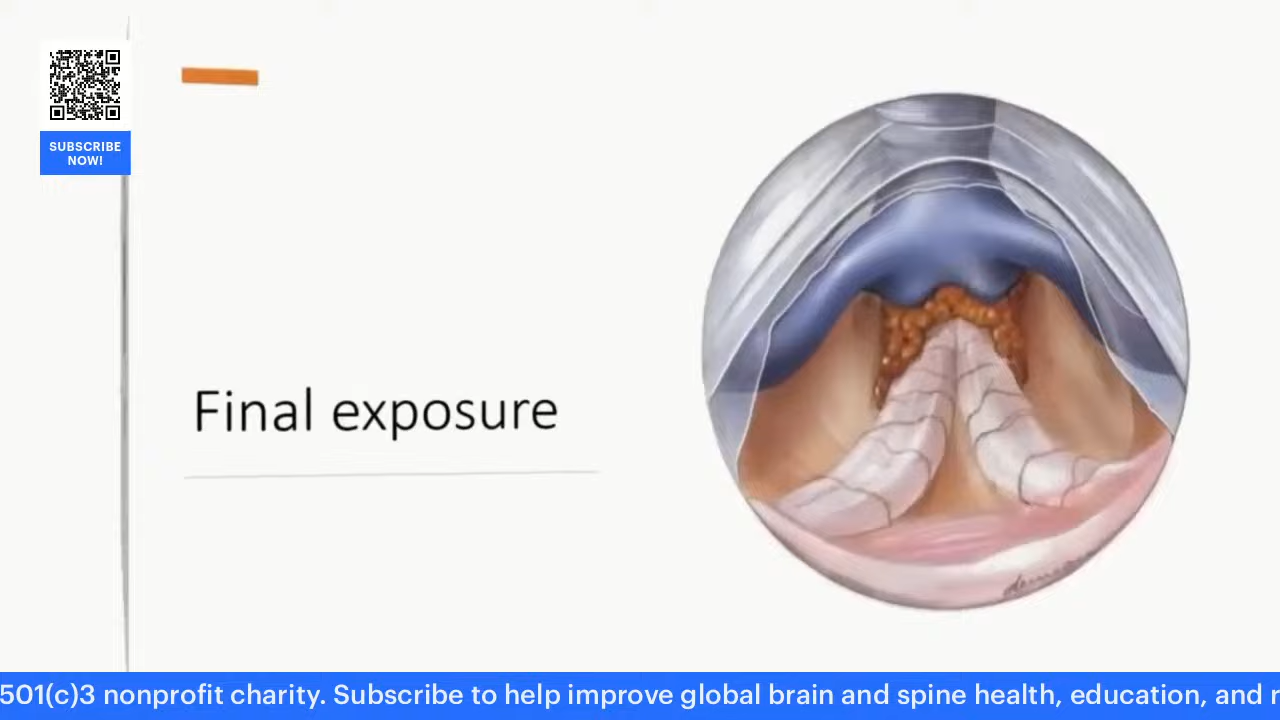 SUBSCRIBE
NOW!
Final exposure
501(c)3 nonprofit charity. Subscribe to help improve global brain and spine health, education, and r